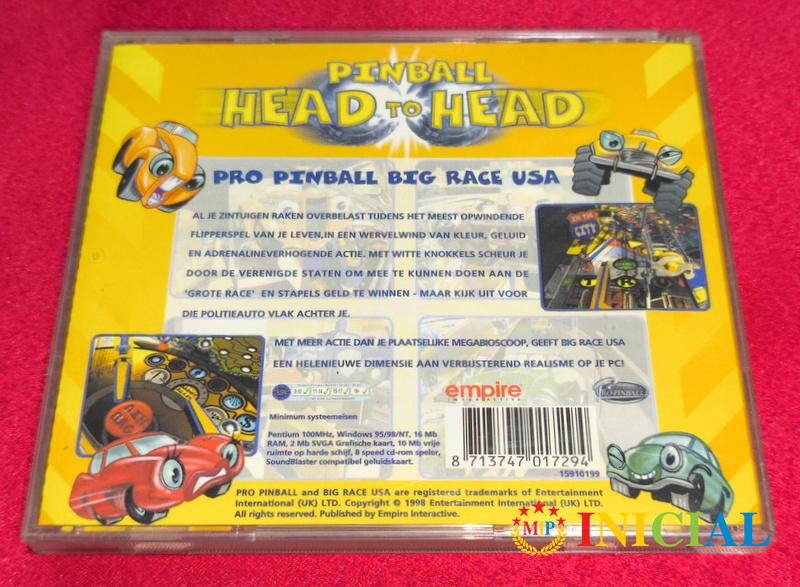 PINBALL
HEAD TO HEAD
PRO PINBALL BIG RACE USA
AL JE ZINTUIGEN RAKEN OVERBELAST TIJDENS HET MEEST OPWINDENDE
FLIPPERSPEL VAN JE LEVEN,IN EEN WERVELWIND VAN KLEUR, GELUID
EN ADRENALINEVERHOGENDE ACTIE. MET WITTE KNOKKELS SCHEUR JE
DOOR DE VERENIGDE STATEN OM MEE TE KUNNEN DOEN AAN DE
'GROTE RACE' EN STAPELS GELD TE WINNEN - MAAR KIJK UIT VOOR
DIE POLITIEAUTO VLAK ACHTER JE.
CITY
MET MEER ACTIE DAN JE PLAATSELIJKE MEGABIOSCOOP, GEEFT BIG RACE USA
EEN HELENIEUWE DIMENSIE AAN VERBIJSTEREND REALISME OP JE PC!
AIR
BAG
empire
INTERACTIVE
PRO PINBALL
Minimum systeemeisen
Pentium 100MHz, Windows 95/98/NT, 16 Mb
RAM, 2 Mb SVGA Grafische kaart, 10 Mb vrije
ruimte op harde schijf, 8 speed cd-rom speler,
SoundBlaster compatibel geluidskaart.
8 713747 017294
15910199
PRO PINBALL and BIG RACE USA are registered trademarks of Entertainment
International (UK) LTD. Copyright © 1998 Entertainment International (UK) LTD.
All rights reserved. Published by Empire Interactive.
MP INICIAL